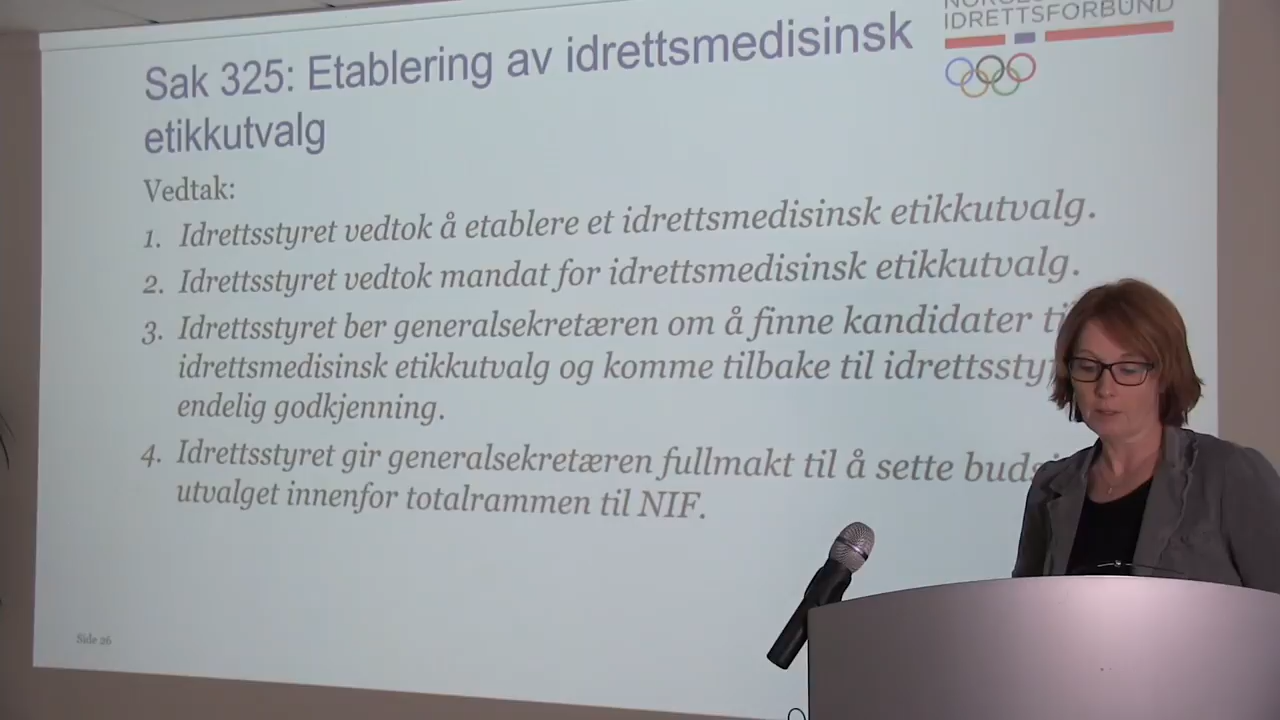 IDRETTSFORBUND
Sak 325: Etablering av idrettsmedisinsk
etikkutvalg
Vedtak:
1. Idrettsstyret vedtok å etablere et idrettsmedisinsk etikkutvalg.
2. Idrettsstyret vedtok mandat for idrettsmedisinsk etikkutvalg.
3. Idrettsstyret ber generalsekretæren om å finne kandidater
idrettsmedisinsk etikkutvalg og komme tilbake til
endelig godkjenning.
4. Idrettsstyret gir generalsekretæren fullmakt til å sette
utvalget innenfor totalrammen til NIF.
Side 26